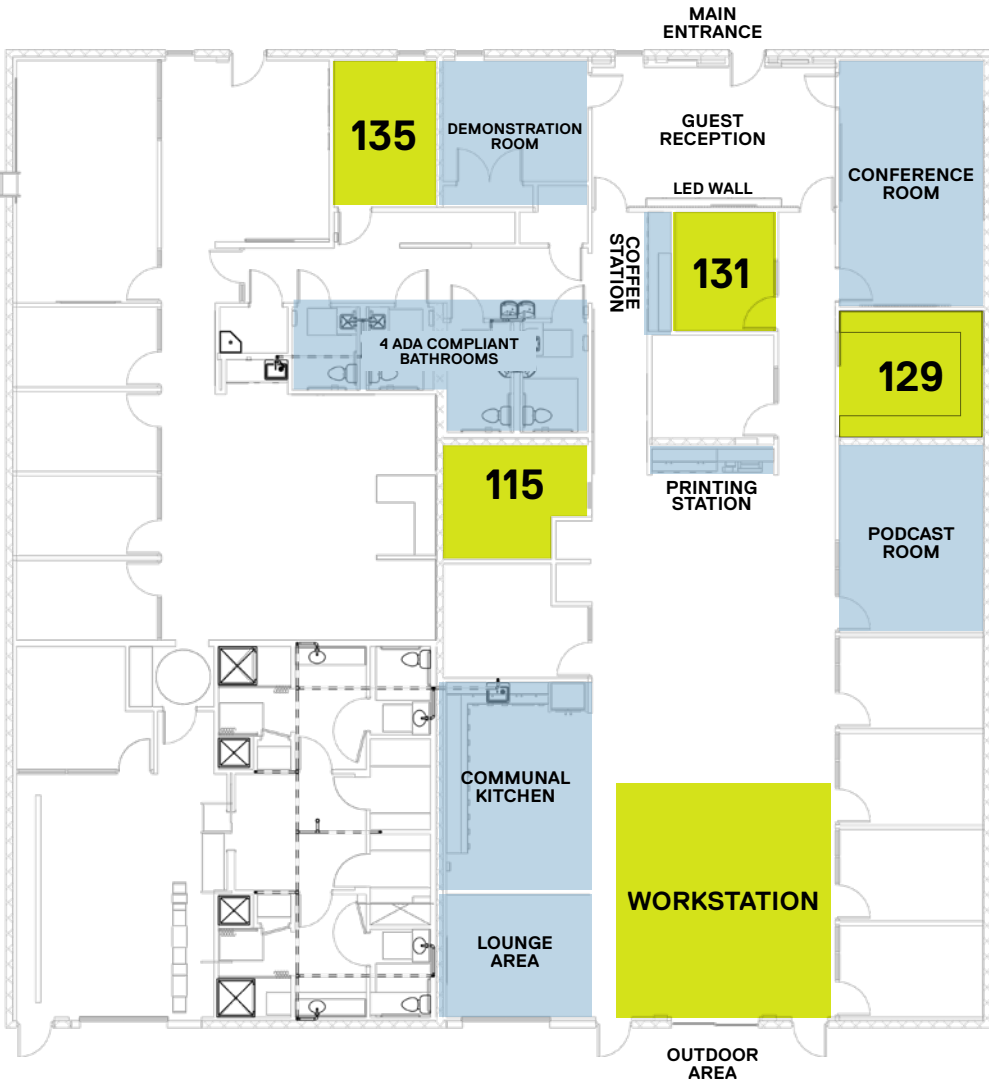 MAIN
ENTRANCE
135
DEMONSTRATION
ROOM
GUEST
RECEPTION
LED WALL
CONFERENCE
ROOM
COFFEE
STATION
131
4 ADA COMPLIANT
BATHROOMS
129
115
PRINTING
STATION
PODCAST
ROOM
COMMUNAL
KITCHEN
WORKSTATION
LOUNGE
AREA
OUTDOOR
AREA